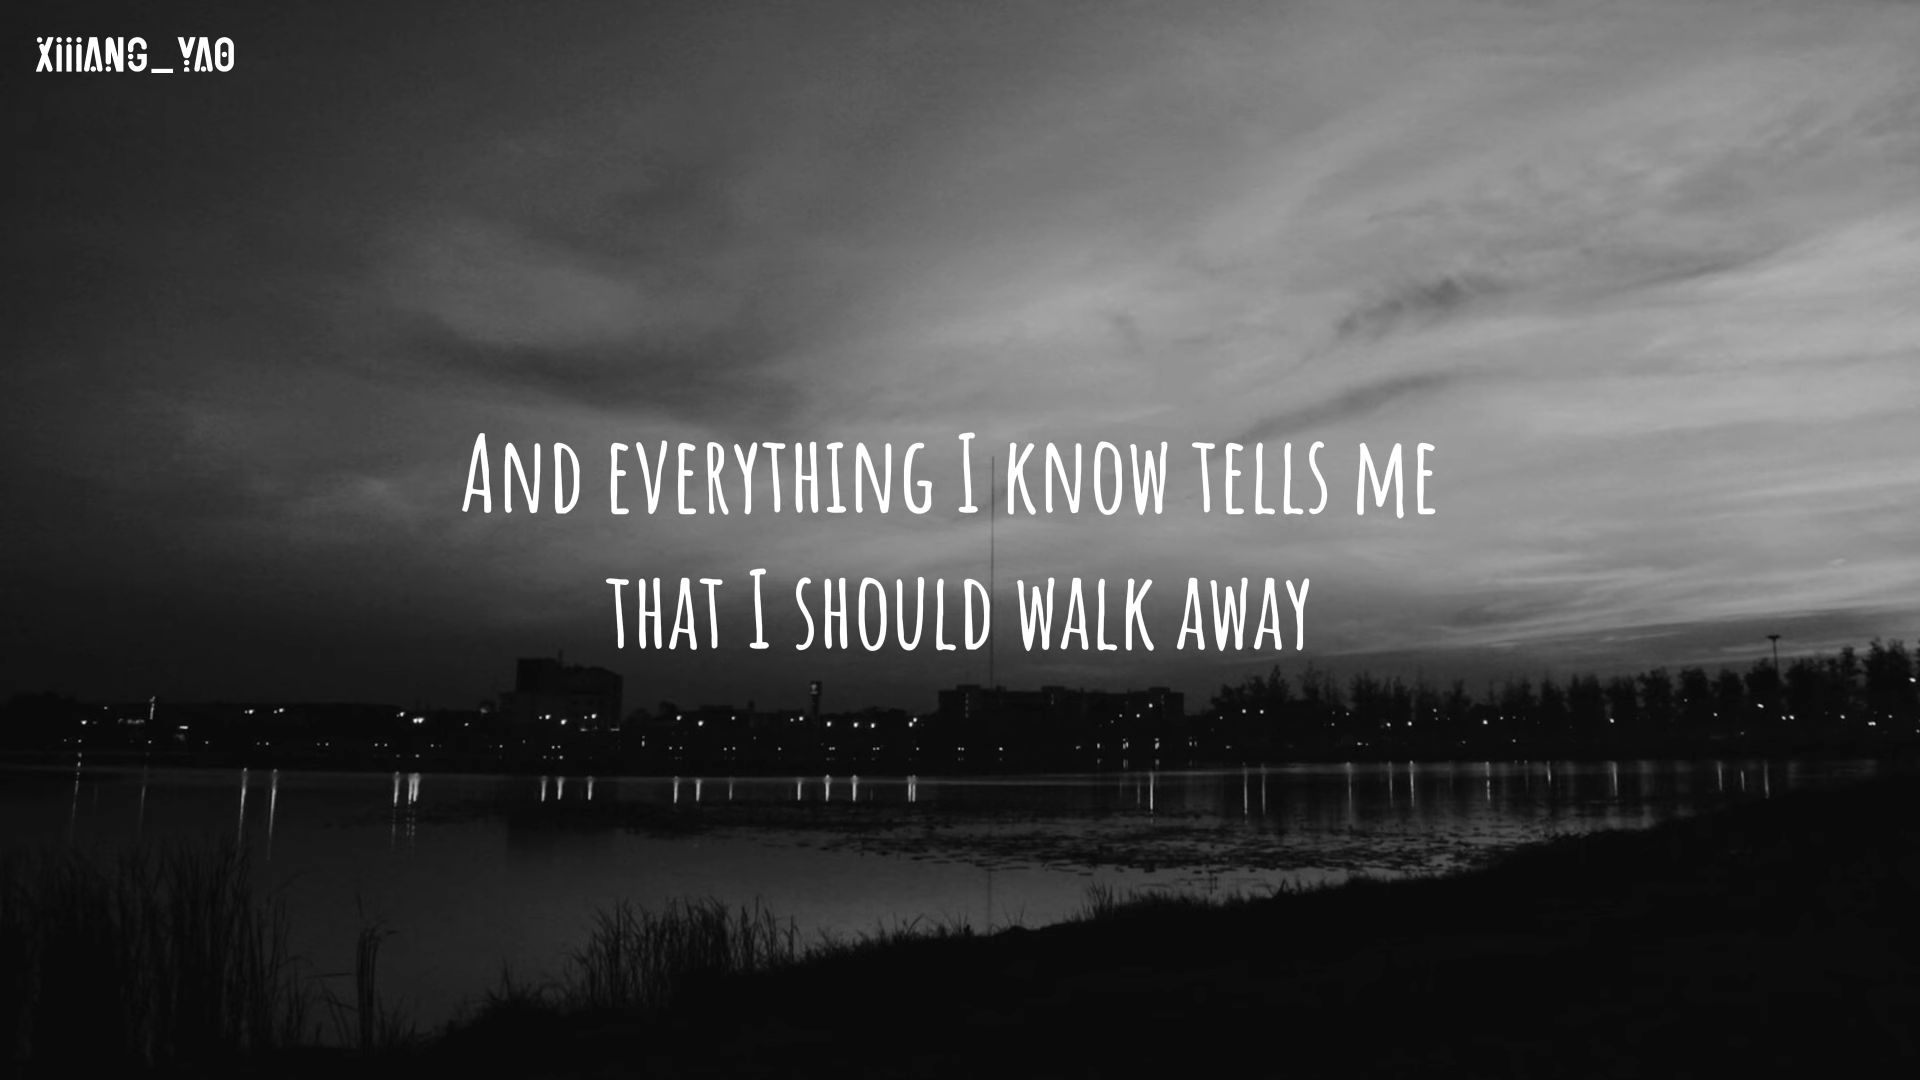 XiiiANG_YAO
And everything I know tells me
that I should walk away